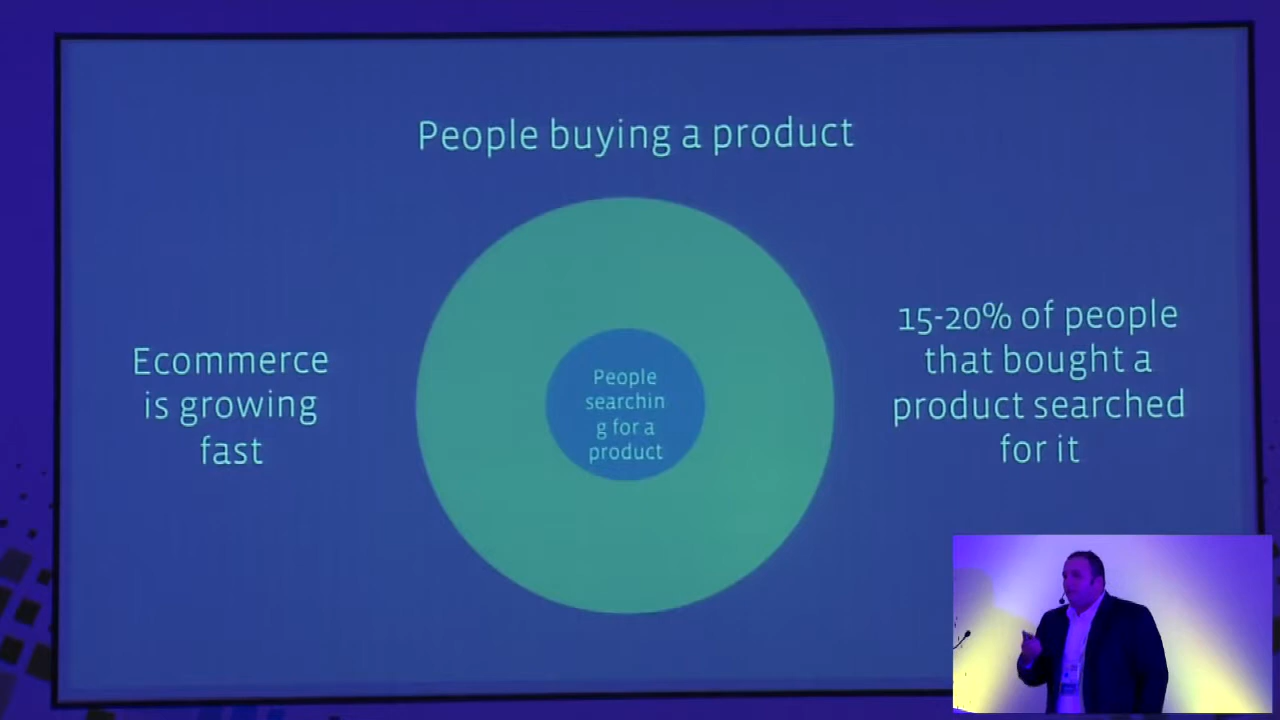 People buying a product
Ecommerce
is growing
fast
People
searchin
g for a
product
15-20% of people
that bought a
product searched
for it